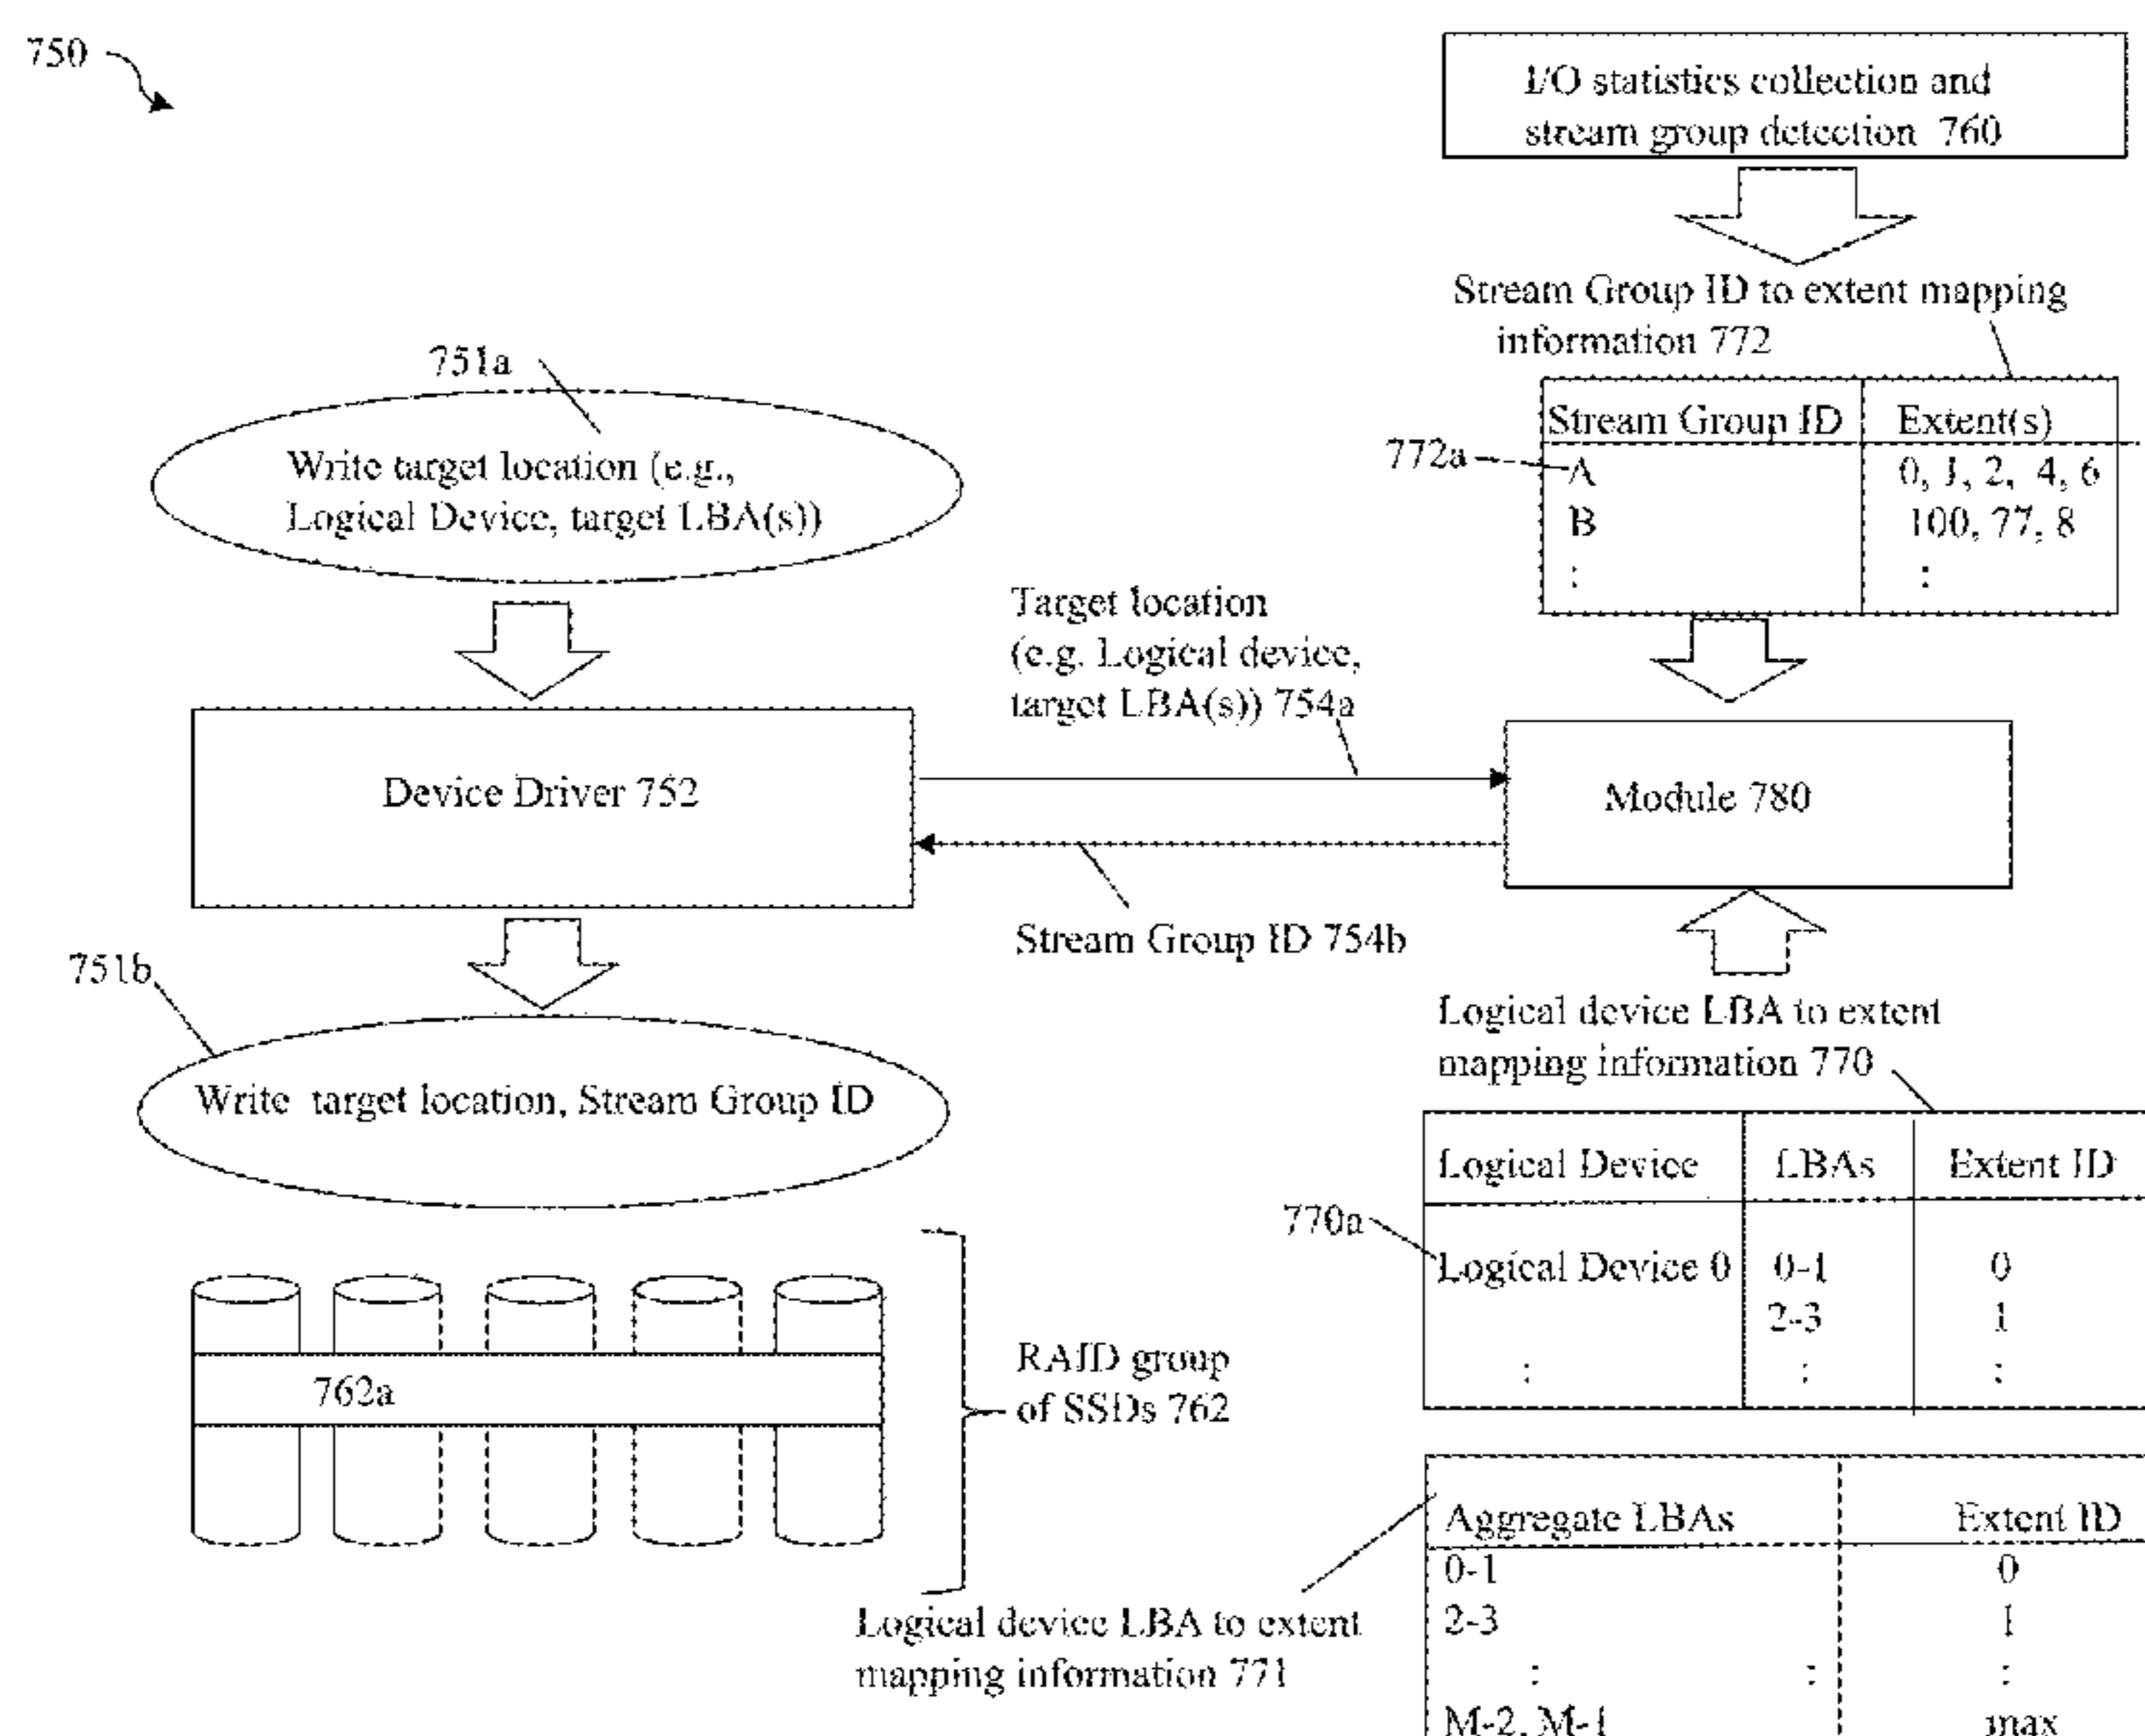 750
I/O statistics collection and
stream group detection 760
Stream Group ID to extent mapping
information 772
751a
Write target location (e.g.,
Logical Device, target LBA(s))
Stream Group ID Extent(s)
772a
A 0, 1, 2, 4, 6
B 100, 77, 8
: :
Target location
(e.g. Logical device,
target LBA(s)) 754a
Device Driver 752
Module 780
Stream Group ID 754b
751b
Write target location, Stream Group ID
Logical device LBA to extent
mapping information 770
Logical Device LBAs Extent ID
770a
Logical Device 0 0-1 0
2-3 1
: : :
762a
RAID group
of SSDs 762
Logical device LBA to extent
mapping information 771
Aggregate LBAs Extent ID
0-1 0
2-3 1
: : :
M-2, M-1 max